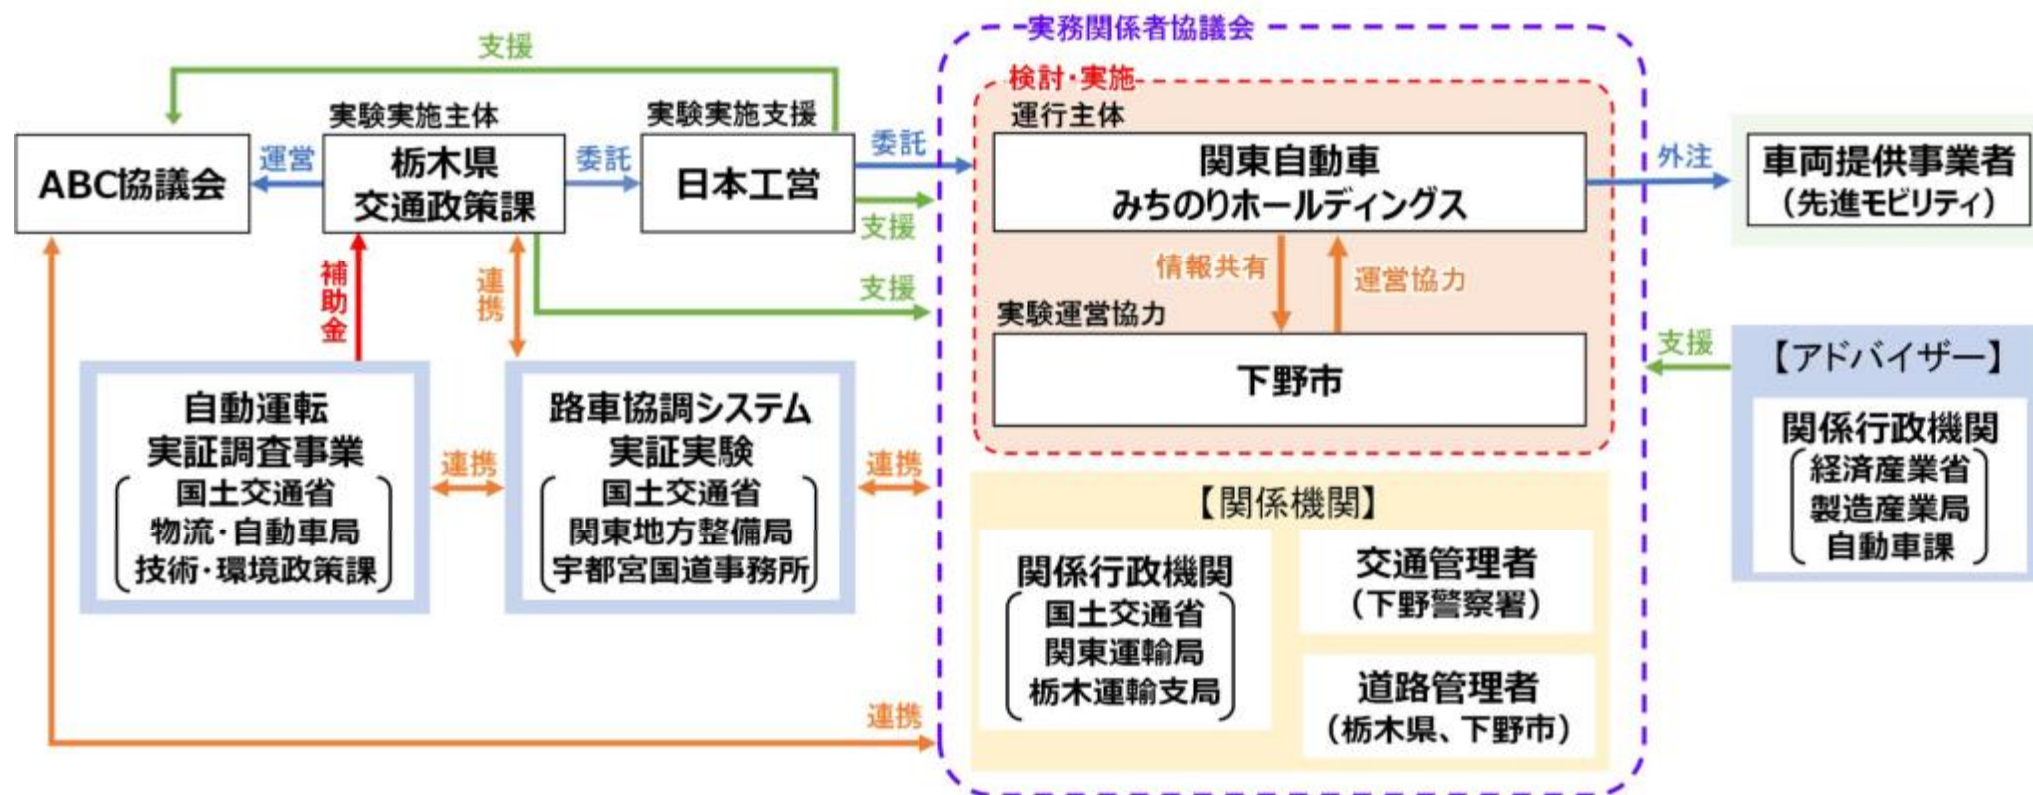 実務関係者協議会
支援
検討・実施
実験実施主体
実験実施支援
運行主体
ABC協議会
運営
栃木県
交通政策課
委託
日本工営
委託
支援
関東自動車
みちのりホールディングス
外注
車両提供事業者
(先進モビリティ)
補助金
連携
支援
情報共有
運営協力
実験運営協力
下野市
支援
【アドバイザー】
関係行政機関
経済産業省
製造産業局
自動車課
自動運転
実証調査事業
国土交通省
物流・自動車局
技術・環境政策課
連携
路車協調システム
実証実験
国土交通省
関東地方整備局
宇都宮国道事務所
連携
【関係機関】
関係行政機関
国土交通省
関東運輸局
栃木運輸支局
交通管理者
(下野警察署)
道路管理者
(栃木県、下野市)
連携